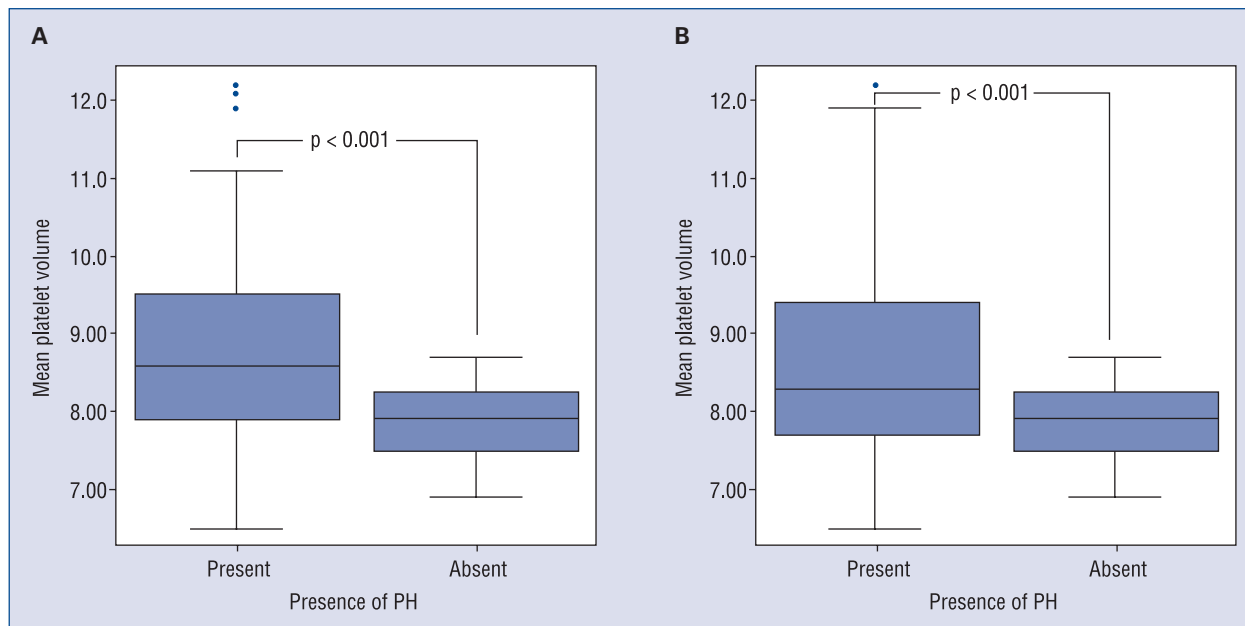 A
12.0
11.0
10.0
9.00
8.00
7.00
Mean platelet volume
p < 0.001
Present
Absent
Presence of PH
B
12.0
11.0
10.0
9.00
8.00
7.00
Mean platelet volume
p < 0.001
Present
Absent
Presence of PH